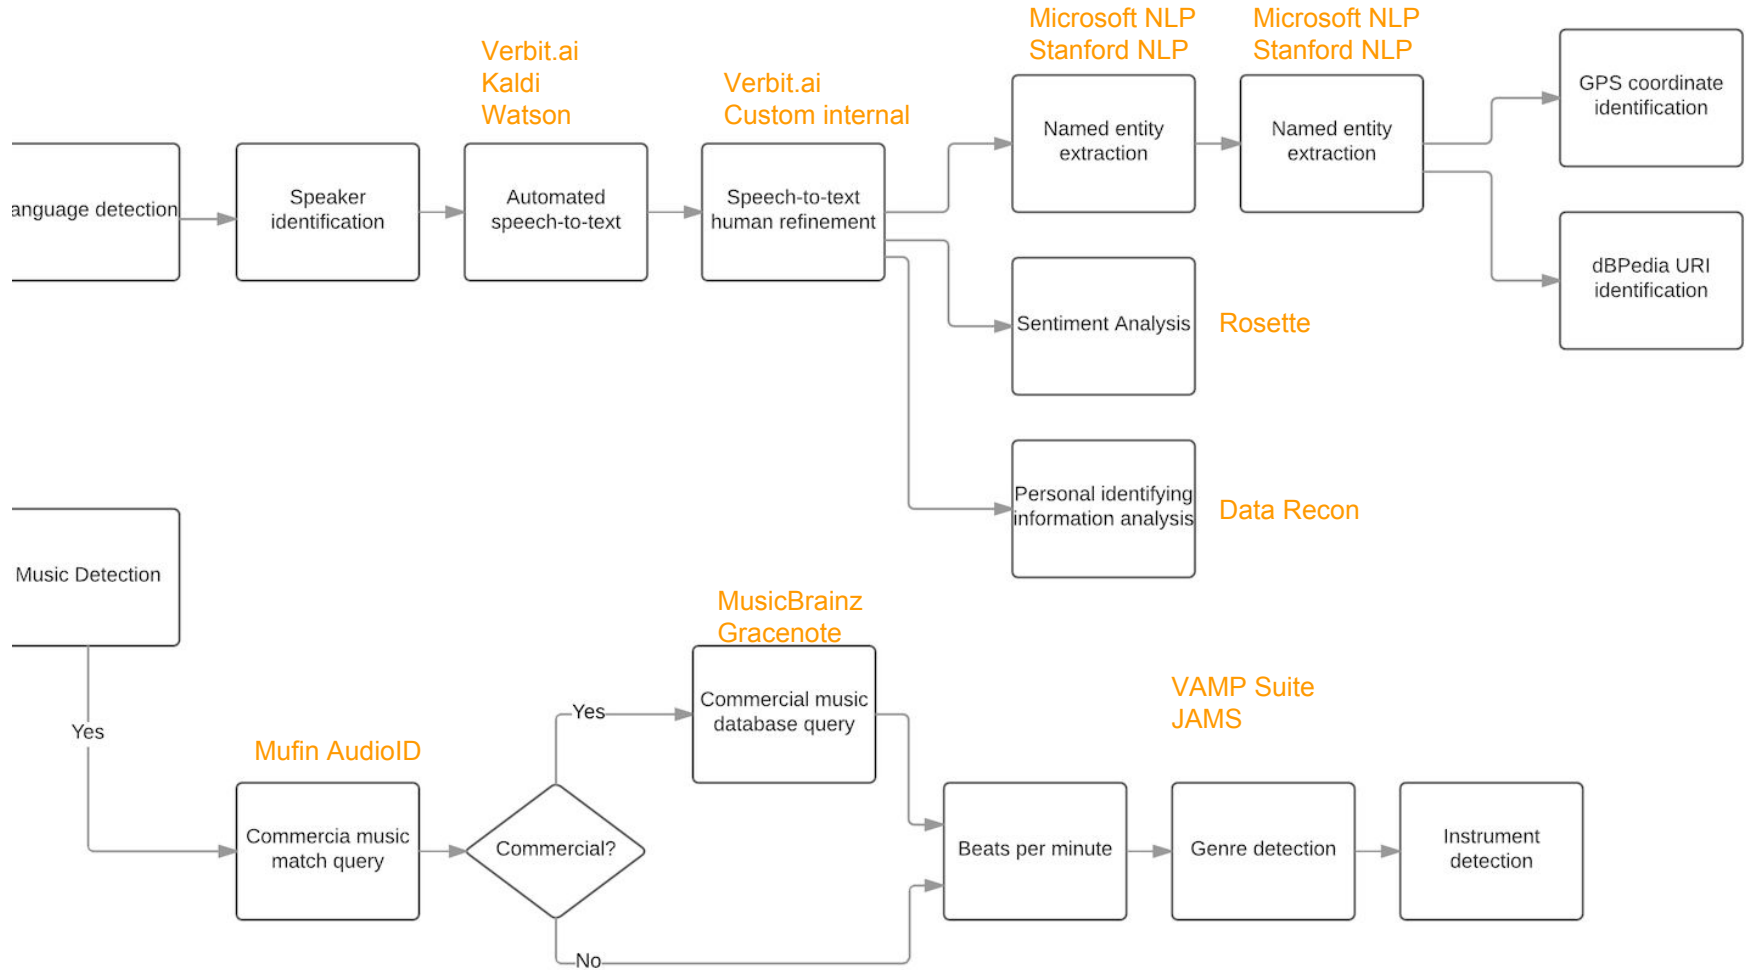 Microsoft NLP
Stanford NLP
Microsoft NLP
Stanford NLP
Verbit.ai
Kaldi
Watson
Verbit.ai
Custom internal
GPS coordinate
identification
Named entity
extraction
Named entity
extraction
anguage detection
Speaker
identification
Automated
speech-to-text
Speech-to-text
human refinement
dBPedia URI
identification
Sentiment Analysis
Rosette
Personal identifying
information analysis
Data Recon
Music Detection
Yes
MusicBrainz
Gracenote
Commercial music
database query
Yes
VAMP Suite
JAMS
Mufin AudioID
Commercia music
match query
Commercial?
Beats per minute
Genre detection
Instrument
detection
No